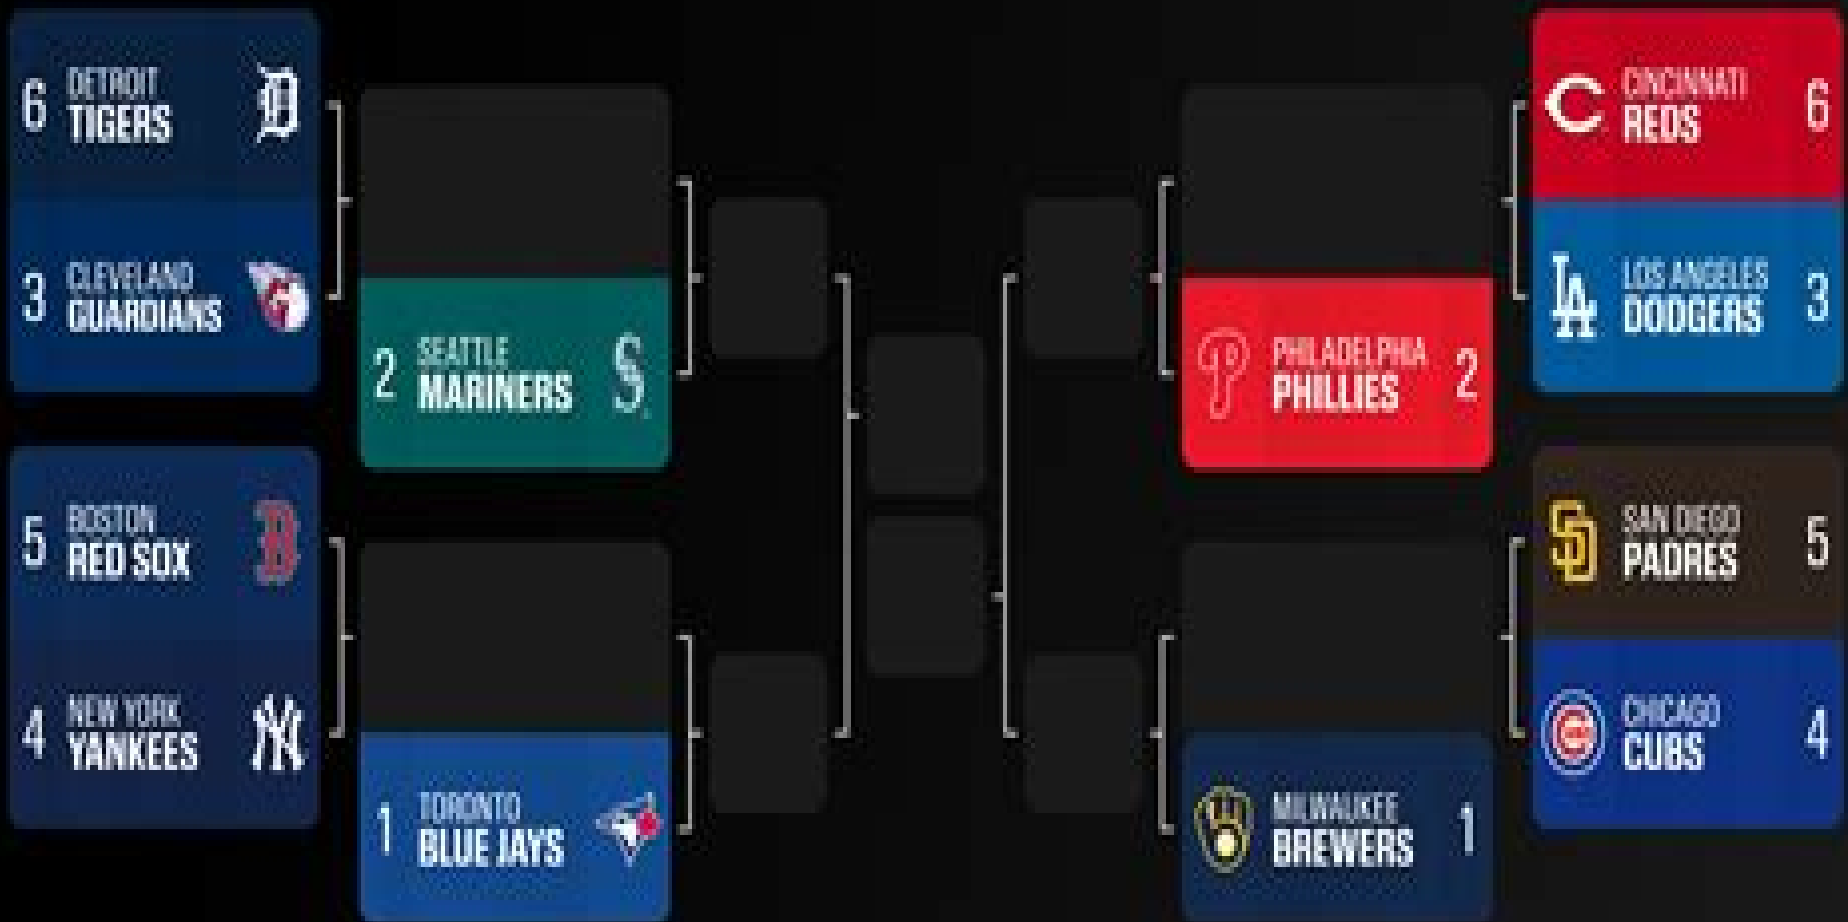 6 DETROIT
TIGERS
3 CLEVELAND
GUARDIANS
2 SEATTLE
MARINERS
5 BOSTON
RED SOX
4 NEW YORK
YANKEES
1 TORONTO
BLUE JAYS
CINCINNATI
REDS 6
LOS ANGELES
DODGERS 3
PHILADELPHIA
PHILLIES 2
SAN DIEGO
PADRES 5
CHICAGO
CUBS 4
MILWAUKEE
BREWERS 1